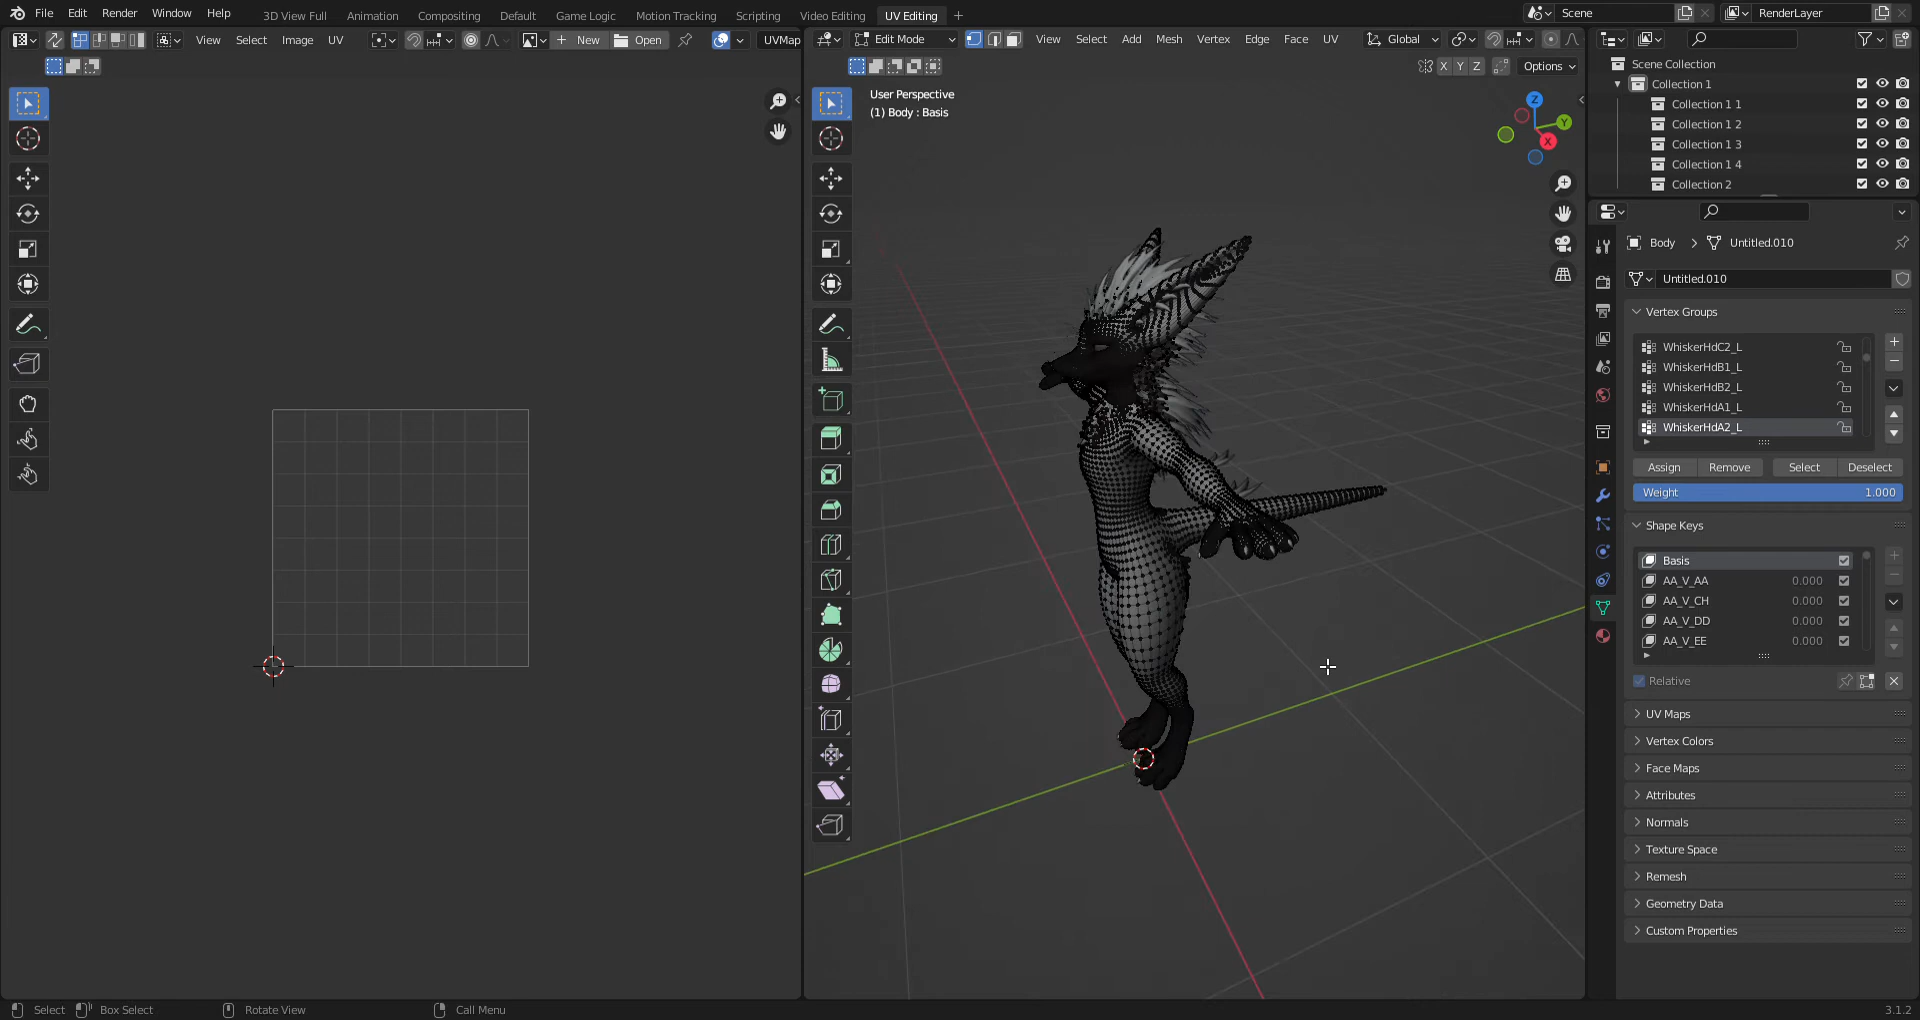 File Edit Render Window Help 3D View Full Animation Compositing Default Game Logic Motion Tracking Scripting Video Editing UV Editing Scene RenderLayer
View Select Image UV New Open UVMap
Edit Mode View Select Add Mesh Vertex Edge Face UV Global
X Y Z Options
User Perspective
(1) Body : Basis
Z
Y
X
Scene Collection
Collection 1
Collection 1 1
Collection 1 2
Collection 1 3
Collection 1 4
Collection 2
Body Untitled.010
Untitled.010
Vertex Groups
WhiskerHdC2_L
WhiskerHdB1_L
WhiskerHdB2_L
WhiskerHdA1_L
WhiskerHdA2_L
Assign Remove Select Deselect
Weight 1.000
Shape Keys
Basis
AA_V_AA 0.000
AA_V_CH 0.000
AA_V_DD 0.000
AA_V_EE 0.000
Relative
UV Maps
Vertex Colors
Face Maps
Attributes
Normals
Texture Space
Remesh
Geometry Data
Custom Properties
Select Box Select Rotate View Call Menu 3.1.2